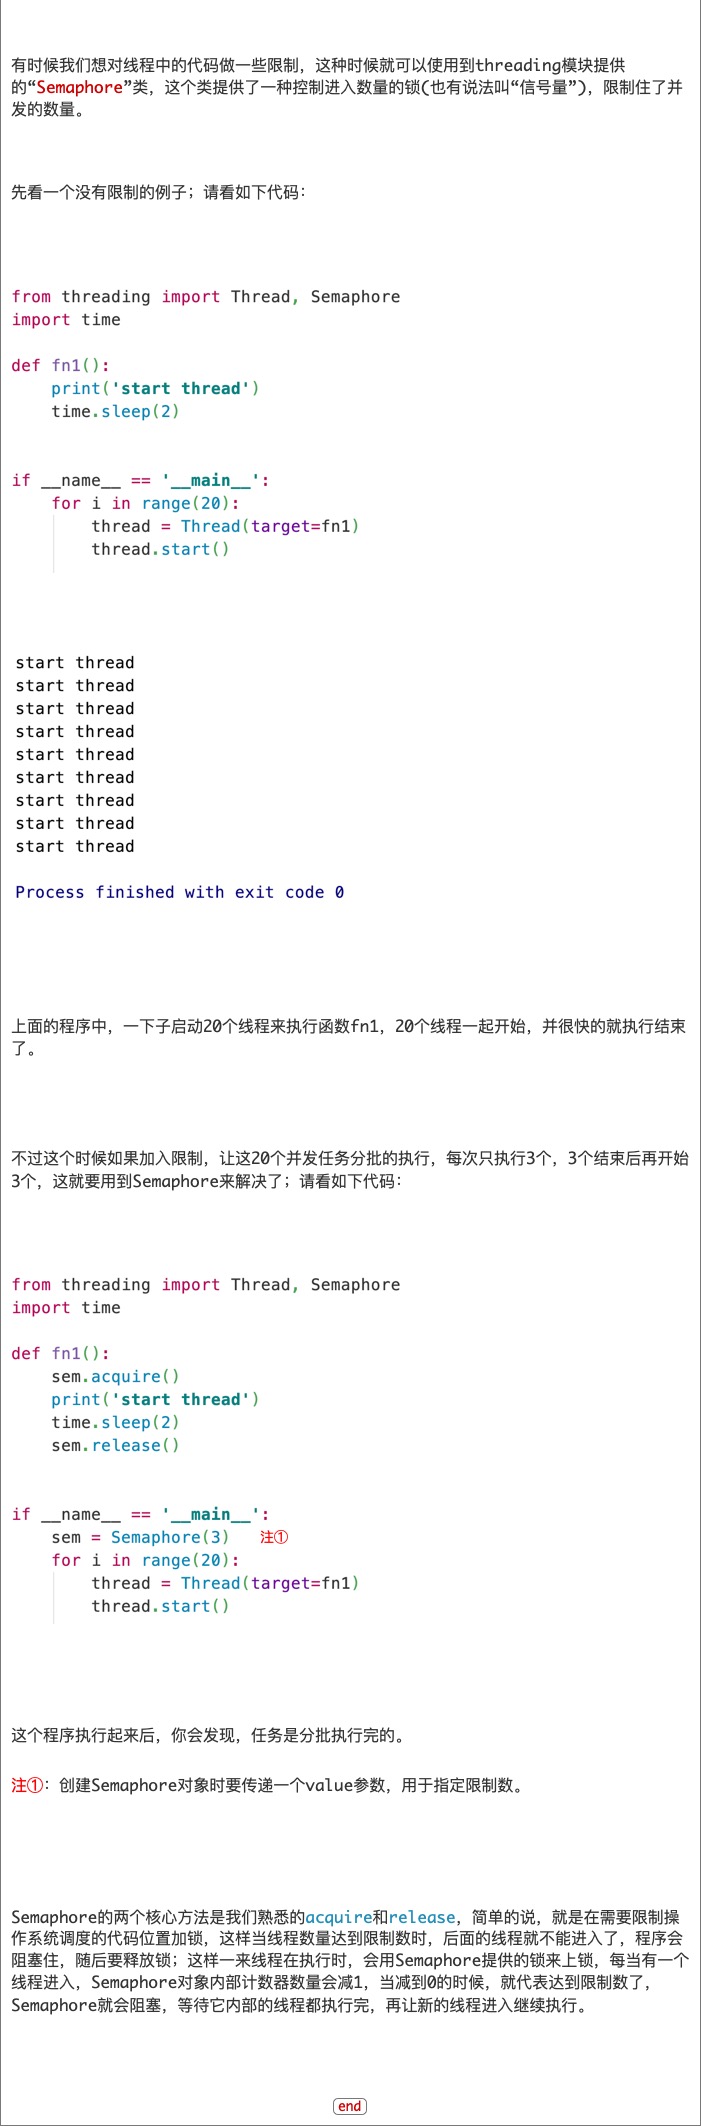 有时候我们想对线程中的代码做一些限制，这种时候就可以使用到threading模块提供
的“Semaphore”类，这个类提供了一种控制进入数量的锁(也有说法叫“信号量”)，限制住了并
发的数量。
先看一个没有限制的例子；请看如下代码：
from threading import Thread, Semaphore
import time
def fn1():
    print('start thread')
    time.sleep(2)
if __name__ == '__main__':
    for i in range(20):
        thread = Thread(target=fn1)
        thread.start()
start thread
start thread
start thread
start thread
start thread
start thread
start thread
start thread
start thread
Process finished with exit code 0
上面的程序中，一下子启动20个线程来执行函数fn1，20个线程一起开始，并很快的就执行结束
了。
不过这个时候如果加入限制，让这20个并发任务分批的执行，每次只执行3个，3个结束后再开始
3个，这就要用到Semaphore来解决了；请看如下代码：
from threading import Thread, Semaphore
import time
def fn1():
    sem.acquire()
    print('start thread')
    time.sleep(2)
    sem.release()
if __name__ == '__main__':
    sem = Semaphore(3)   注①
    for i in range(20):
        thread = Thread(target=fn1)
        thread.start()
这个程序执行起来后，你会发现，任务是分批执行完的。
注①：创建Semaphore对象时要传递一个value参数，用于指定限制数。
Semaphore的两个核心方法是我们熟悉的acquire和release，简单的说，就是在需要限制操
作系统调度的代码位置加锁，这样当线程数量达到限制数时，后面的线程就不能进入了，程序会
阻塞住，随后要释放锁；这样一来线程在执行时，会用Semaphore提供的锁来上锁，每当有一个
线程进入，Semaphore对象内部计数器数量会减1，当减到0的时候，就代表达到限制数了，
Semaphore就会阻塞，等待它内部的线程都执行完，再让新的线程进入继续执行。
end